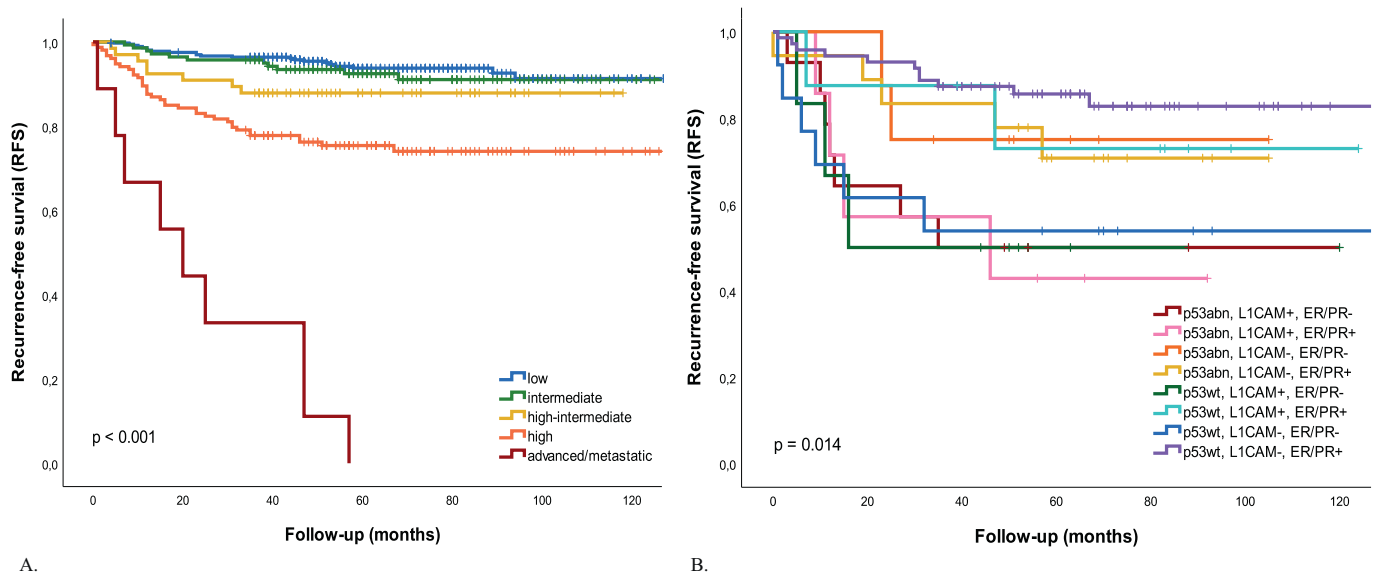 Recurrence-free survial (RFS)
1,0
0,8
0,6
0,4
0,2
0,0
low
intermediate
high-intermediate
high
advanced/metastatic
p < 0.001
0 20 40 60 80 100 120
Follow-up (months)
A.
Recurrence-free survival (RFS)
1,0
0,8
0,6
0,4
0,2
0,0
p53abn, L1CAM+, ER/PR-
p53abn, L1CAM+, ER/PR+
p53abn, L1CAM-, ER/PR-
p53abn, L1CAM-, ER/PR+
p53wt, L1CAM+, ER/PR-
p53wt, L1CAM+, ER/PR+
p53wt, L1CAM-, ER/PR-
p53wt, L1CAM-, ER/PR+
p = 0.014
0 20 40 60 80 100 120
Follow-up (months)
B.